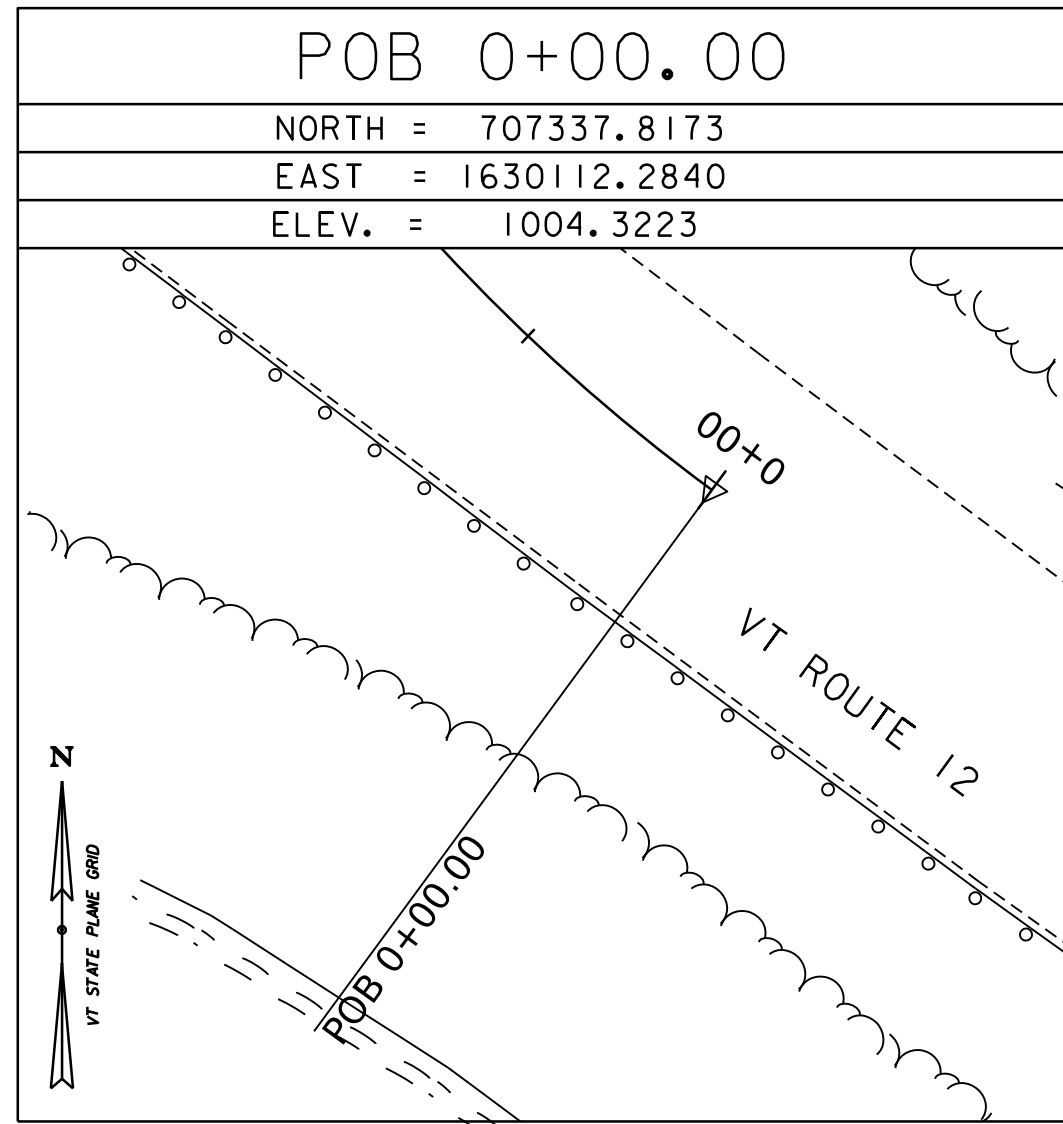 POB 0+00.00
NORTH = 707337.8173
EAST = 1630112.2840
ELEV. = 1004.3223
00+0
VT ROUTE 12
POB 0+00.00
N
VT STATE PLANE GRID